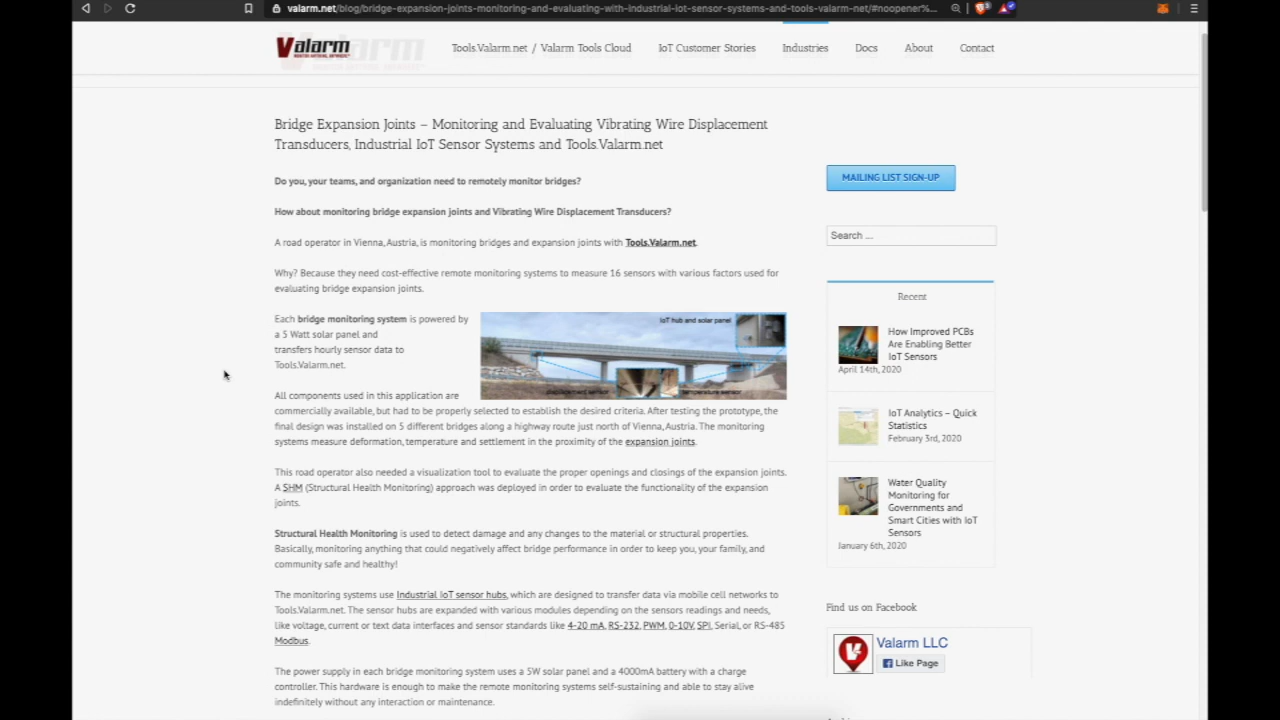 valarm.net/blog/bridge-expansion-joints-monitoring-and-evaluating-with-industrial-iot-sensor-systems-and-tools-valarm-net/#noopener%...
Valarm
Tools.Valarm.net / Valarm Tools Cloud
IoT Customer Stories
Industries
Docs
About
Contact
Bridge Expansion Joints – Monitoring and Evaluating Vibrating Wire Displacement
Transducers, Industrial IoT Sensor Systems and Tools.Valarm.net
Do you, your teams, and organization need to remotely monitor bridges?
How about monitoring bridge expansion joints and Vibrating Wire Displacement Transducers?
A road operator in Vienna, Austria, is monitoring bridges and expansion joints with Tools.Valarm.net.
Why? Because they need cost-effective remote monitoring systems to measure 16 sensors with various factors used for
evaluating bridge expansion joints.
Each bridge monitoring system is powered by
a 5 Watt solar panel and
transfers hourly sensor data to
Tools.Valarm.net.
IoT hub and solar panel
displacement sensor
temperature sensor
All components used in this application are
commercially available, but had to be properly selected to establish the desired criteria. After testing the prototype, the
final design was installed on 5 different bridges along a highway route just north of Vienna, Austria. The monitoring
systems measure deformation, temperature and settlement in the proximity of the expansion joints.
This road operator also needed a visualization tool to evaluate the proper openings and closings of the expansion joints.
A SHM (Structural Health Monitoring) approach was deployed in order to evaluate the functionality of the expansion
joints.
Structural Health Monitoring is used to detect damage and any changes to the material or structural properties.
Basically, monitoring anything that could negatively affect bridge performance in order to keep you, your family, and
community safe and healthy!
The monitoring systems use Industrial IoT sensor hubs, which are designed to transfer data via mobile cell networks to
Tools.Valarm.net. The sensor hubs are expanded with various modules depending on the sensors readings and needs,
like voltage, current or text data interfaces and sensor standards like 4-20 mA, RS-232, PWM, 0-10V, SPI, Serial, or RS-485
Modbus.
The power supply in each bridge monitoring system uses a 5W solar panel and a 4000mA battery with a charge
controller. This hardware is enough to make the remote monitoring systems self-sustaining and able to stay alive
indefinitely without any interaction or maintenance.
MAILING LIST SIGN-UP
Search ...
Recent
How Improved PCBs
Are Enabling Better
IoT Sensors
April 14th, 2020
IoT Analytics – Quick
Statistics
February 3rd, 2020
Water Quality
Monitoring for
Governments and
Smart Cities with IoT
Sensors
January 6th, 2020
Find us on Facebook
Valarm LLC
Like Page